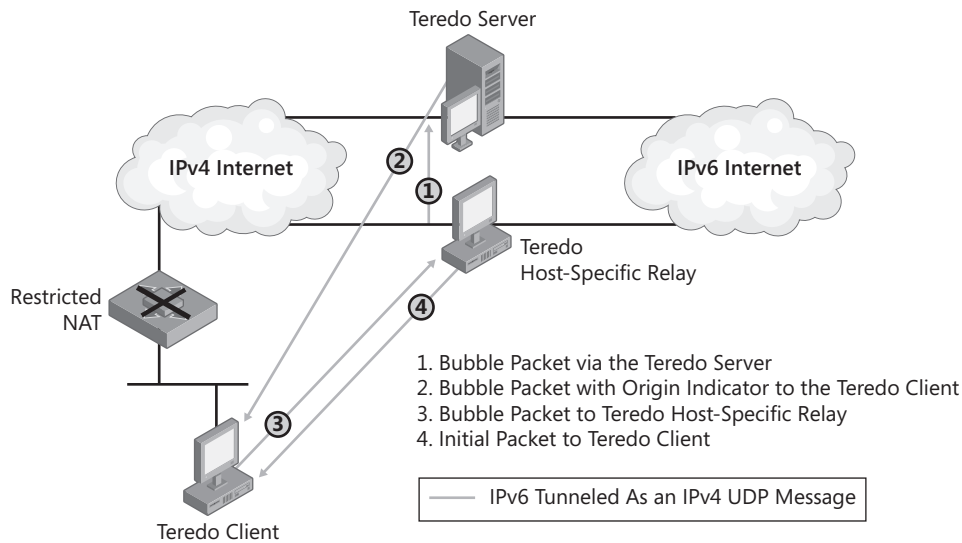 Teredo Server
IPv4 Internet
IPv6 Internet
2
1
Teredo
Host-Specific Relay
Restricted
NAT
4
1. Bubble Packet via the Teredo Server
2. Bubble Packet with Origin Indicator to the Teredo Client
3. Bubble Packet to Teredo Host-Specific Relay
4. Initial Packet to Teredo Client
3
IPv6 Tunneled As an IPv4 UDP Message
Teredo Client